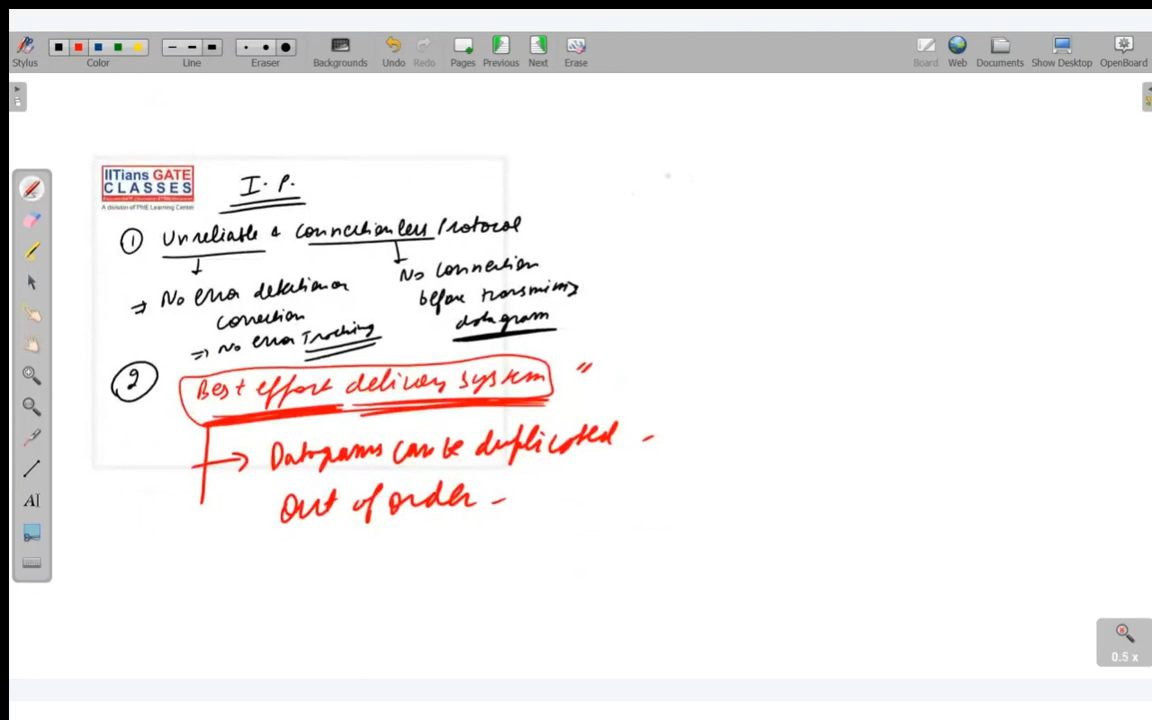 Stylus
Color
Line
Eraser
Backgrounds
Undo
Redo
Pages
Previous
Next
Erase
Board
Web
Documents
Show Desktop
OpenBoard
IITians GATE
CLASSES
A division of PhIE Learning Center
I. P.
① Unreliable & connectionless Protocol
→ No error detection or
correction
⇒ No error Tracking
No connection
before transmitting
datagram
② Best effort delivery system "
→ Datagrams can be duplicated -
Out of order -
AI
0.5 x